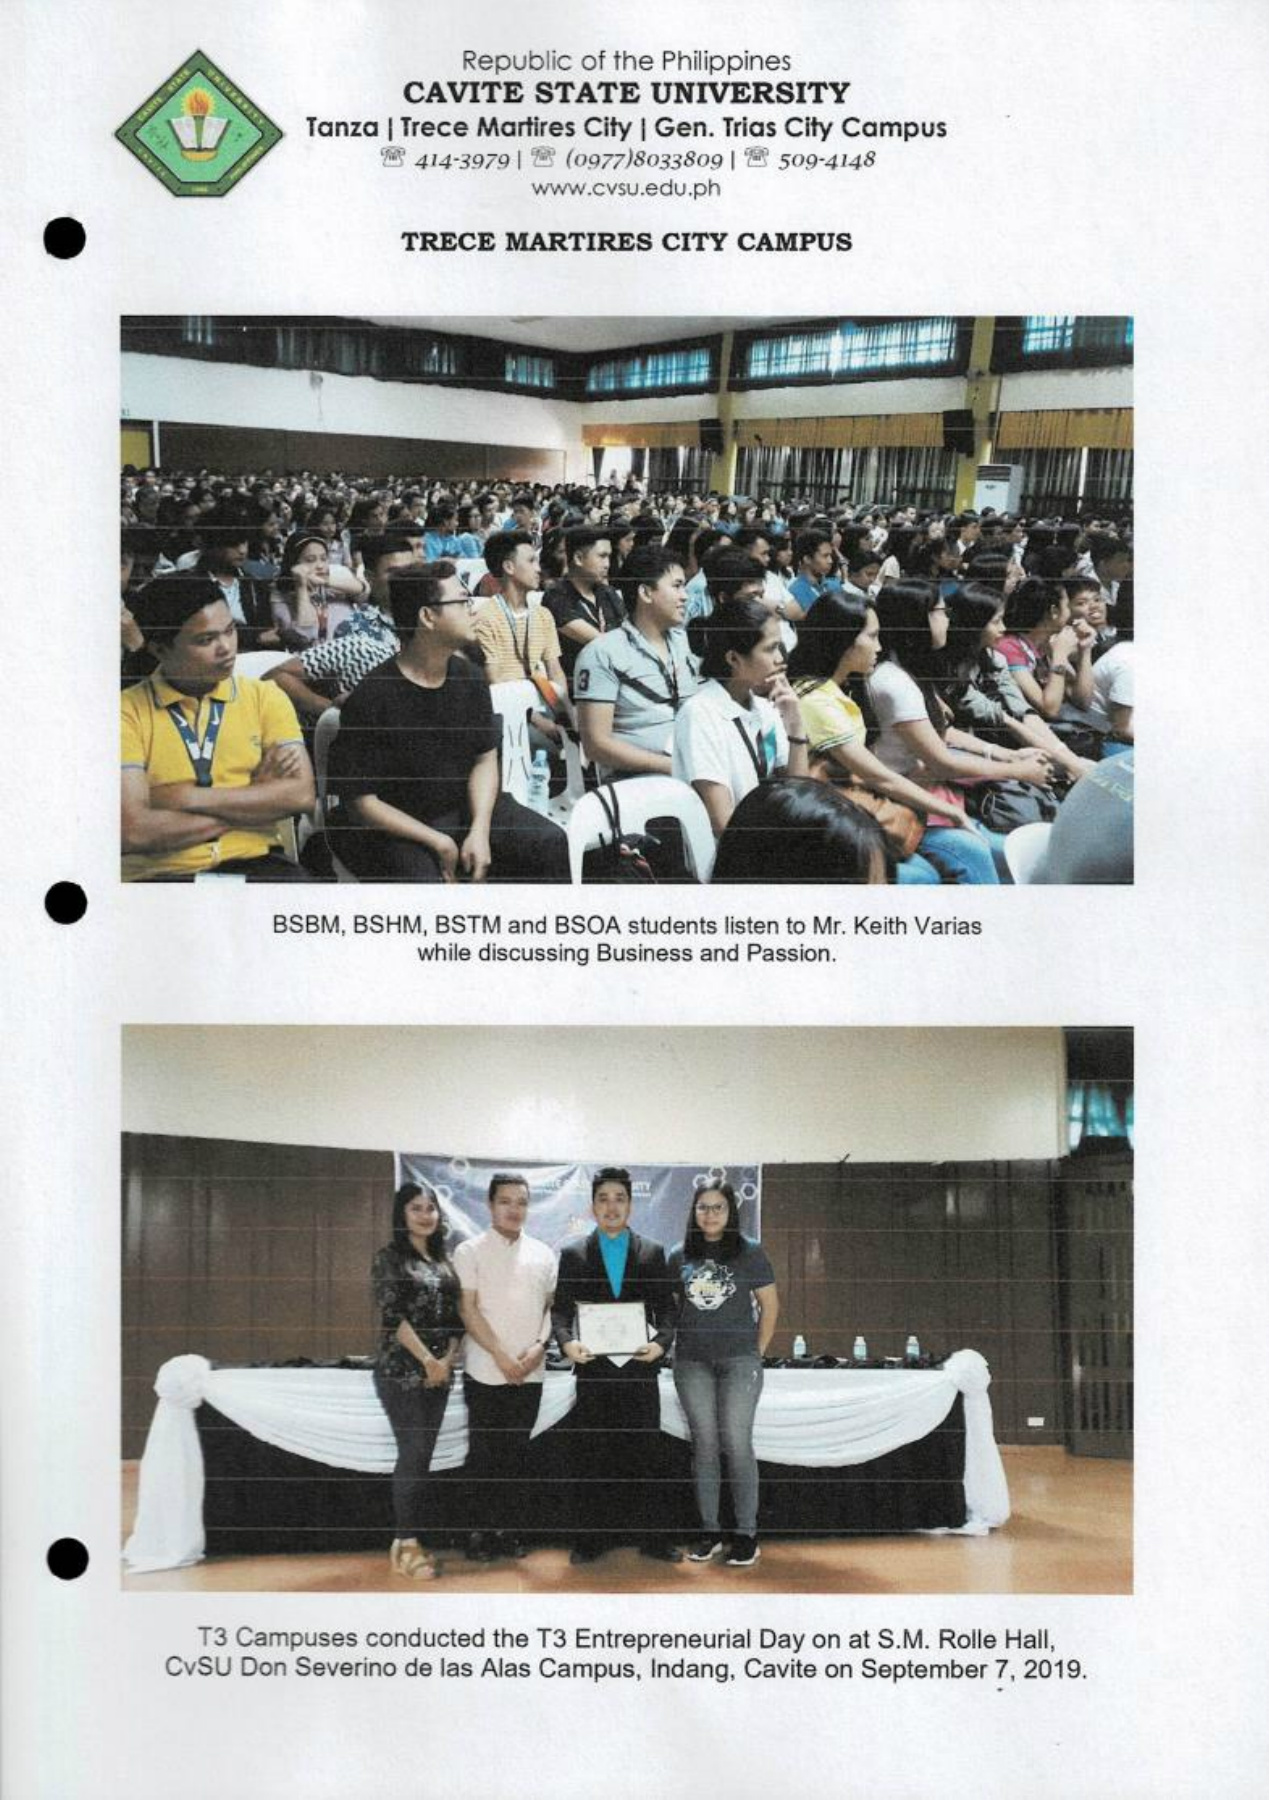 Republic of the Philippines
CAVITE STATE UNIVERSITY
Tanza | Trece Martires City | Gen. Trias City Campus
☏ 414-3979 | ☏ (0977)8033809 | ☏ 509-4148
www.cvsu.edu.ph
TRECE MARTIRES CITY CAMPUS
BSBM, BSHM, BSTM and BSOA students listen to Mr. Keith Varias
while discussing Business and Passion.
T3 Campuses conducted the T3 Entrepreneurial Day on at S.M. Rolle Hall,
CvSU Don Severino de las Alas Campus, Indang, Cavite on September 7, 2019.